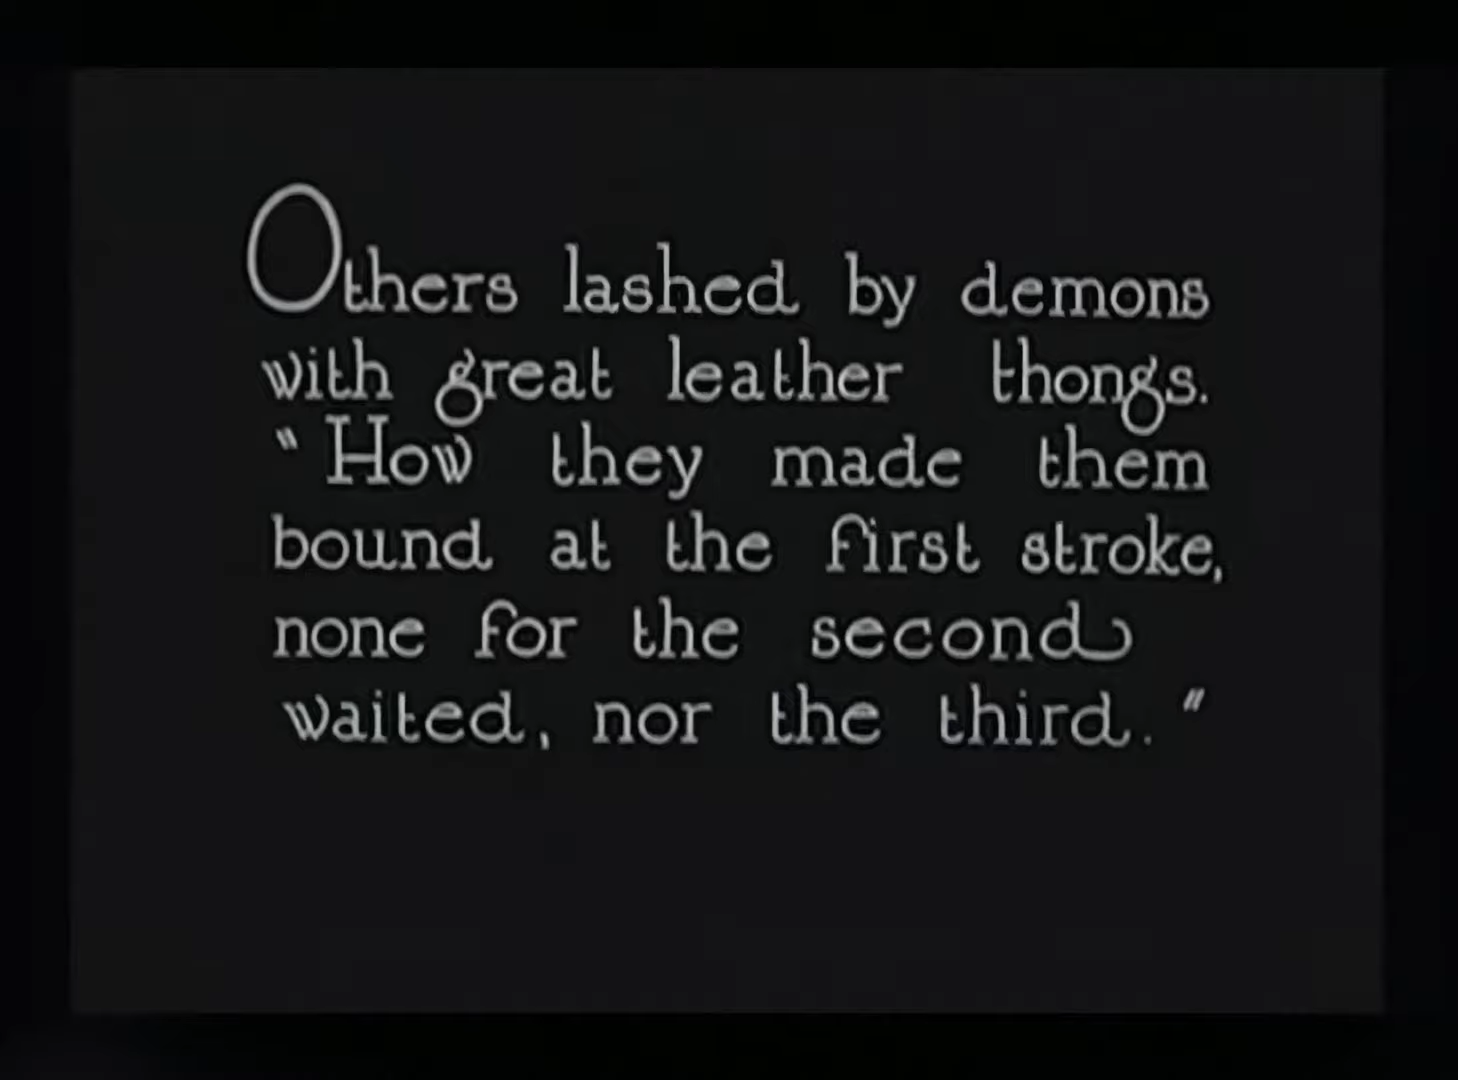 Others lashed by demons
with great leather thongs.
"How they made them
bound at the first stroke,
none for the second
waited, nor the third."